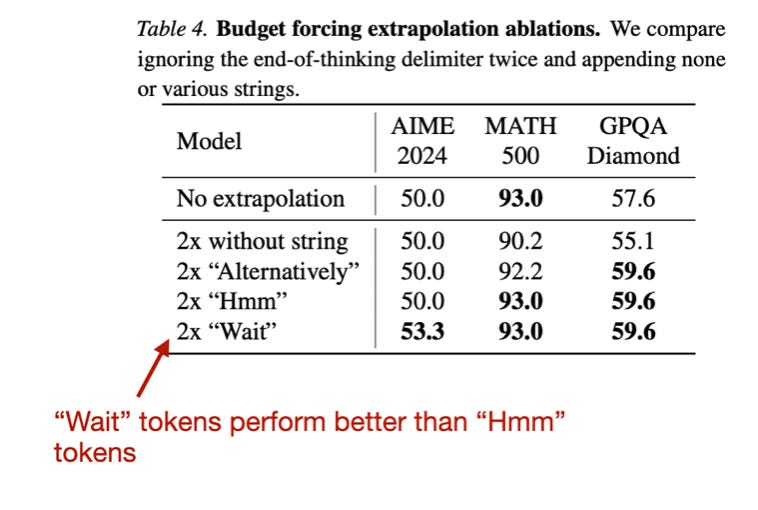 Table 4. Budget forcing extrapolation ablations. We compare
ignoring the end-of-thinking delimiter twice and appending none
or various strings.
Model AIME 2024 MATH 500 GPQA Diamond
No extrapolation 50.0 93.0 57.6
2x without string 50.0 90.2 55.1
2x “Alternatively” 50.0 92.2 59.6
2x “Hmm” 50.0 93.0 59.6
2x “Wait” 53.3 93.0 59.6
“Wait” tokens perform better than “Hmm”
tokens